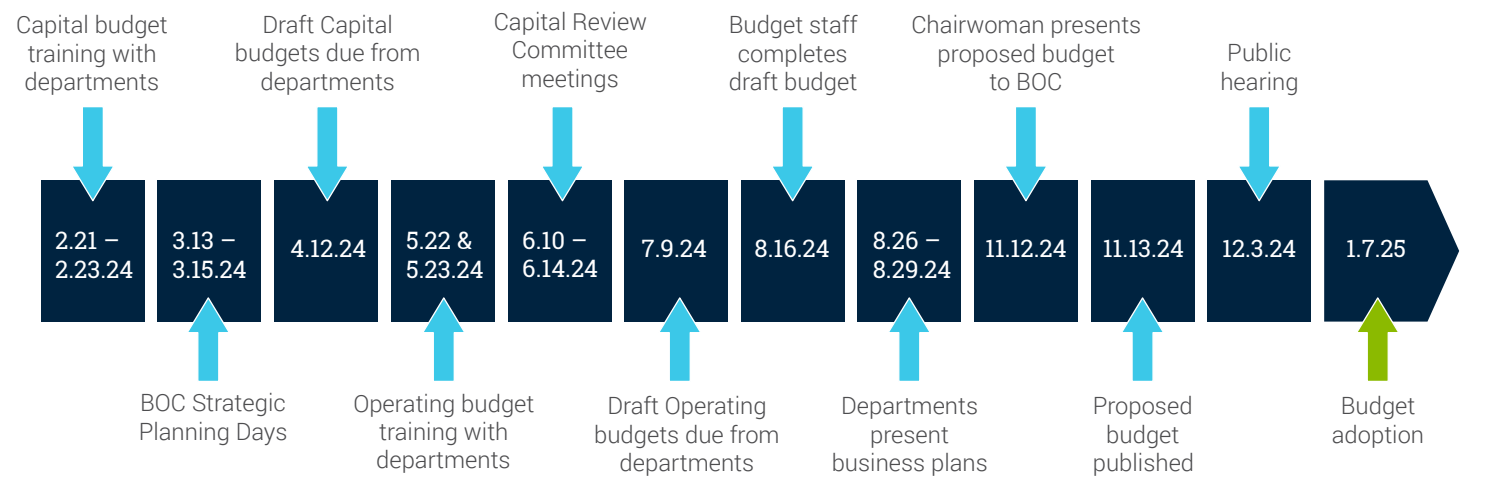 Capital budget
training with
departments
Draft Capital
budgets due from
departments
Capital Review
Committee
meetings
Budget staff
completes
draft budget
Chairwoman presents
proposed budget
to BOC
Public
hearing
2.21 –
2.23.24
3.13 –
3.15.24
4.12.24
5.22 &
5.23.24
6.10 –
6.14.24
7.9.24
8.16.24
8.26 –
8.29.24
11.12.24
11.13.24
12.3.24
1.7.25
BOC Strategic
Planning Days
Operating budget
training with
departments
Draft Operating
budgets due from
departments
Departments
present
business plans
Proposed
budget
published
Budget
adoption